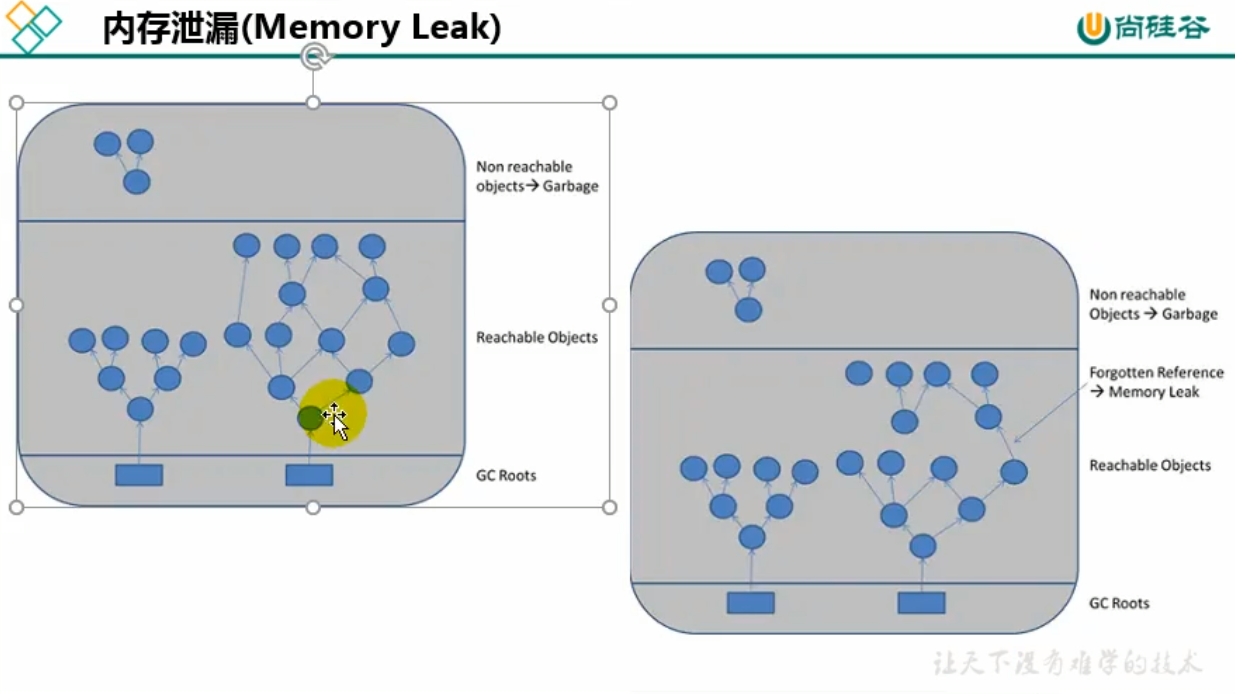 内存泄漏(Memory Leak)
尚硅谷
Non reachable
objects→ Garbage
Reachable Objects
GC Roots
Non reachable
Objects → Garbage
Forgotten Reference
→ Memory Leak
Reachable Objects
GC Roots
让天下没有难学的技术